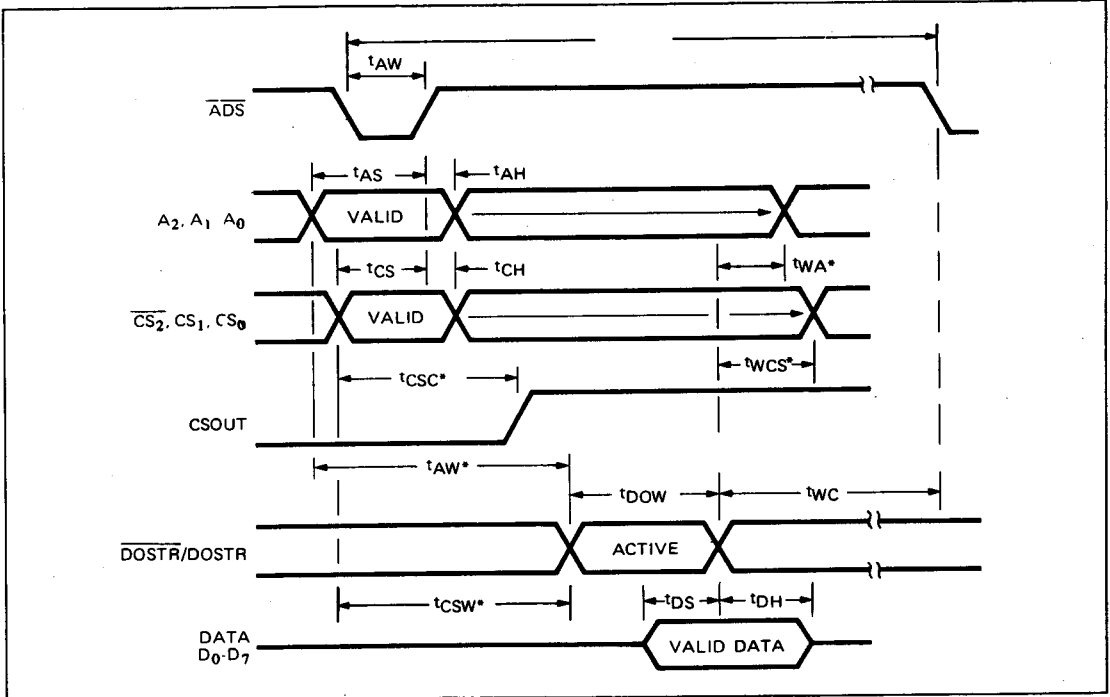 tAW
ADS
tAS
tAH
A2, A1 A0
VALID
tWA*
tCS
tCH
CS2, CS1, CS0
VALID
tWCS*
tCSC*
CSOUT
tAW*
tDOW
tWC
DOSTR/DOSTR
ACTIVE
tCSW*
tDS
tDH
DATA
D0-D7
VALID DATA